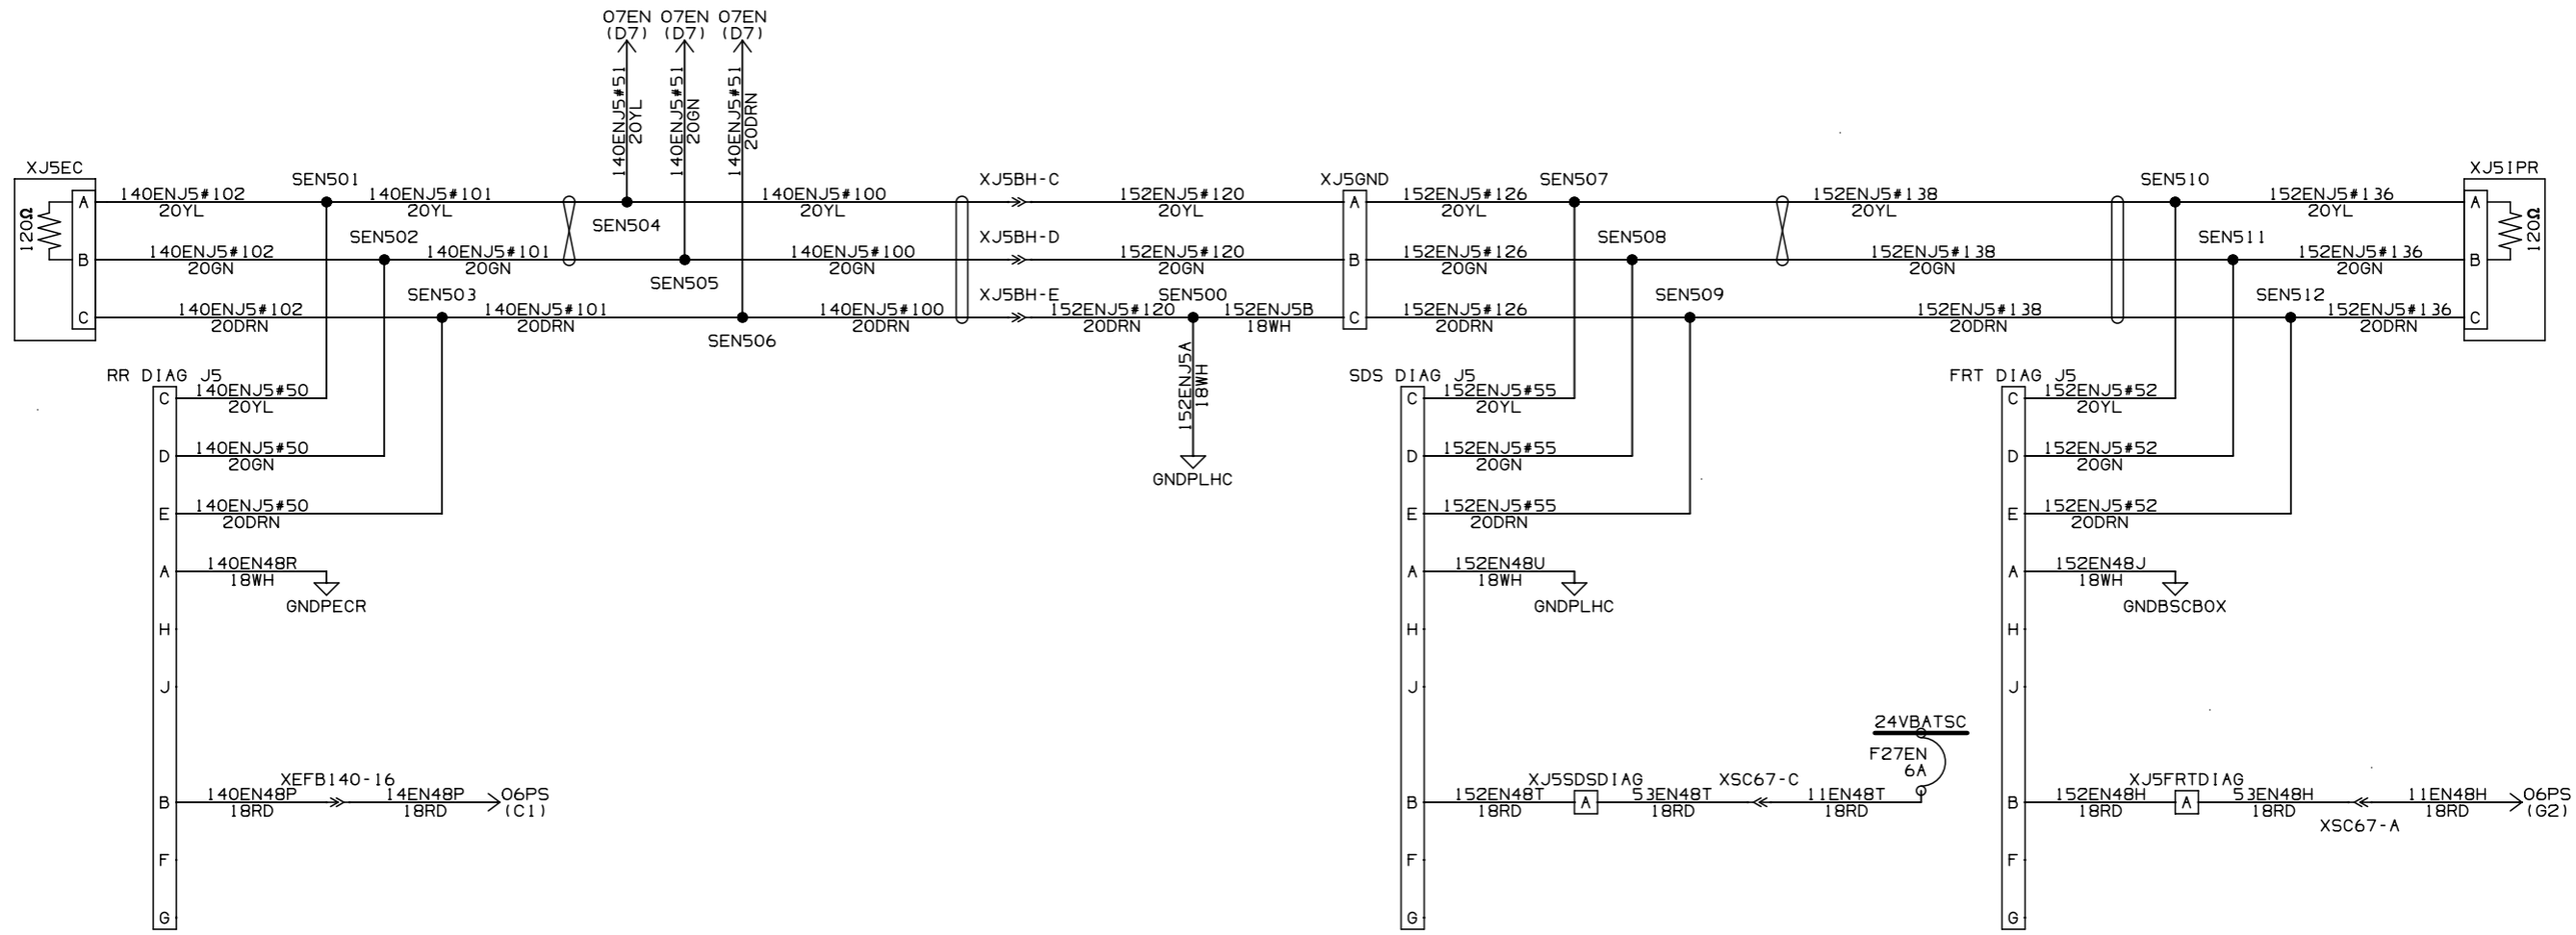 07EN 07EN 07EN
(D7) (D7) (D7)
140ENJ5#51
20YL
140ENJ5#51
20GN
140ENJ5#51
20DRN
XJ5EC
120Ω
A
B
C
140ENJ5#102
20YL
SEN501
140ENJ5#101
20YL
SEN504
140ENJ5#100
20YL
XJ5BH-C
152ENJ5#120
20YL
XJ5GND
A
B
C
152ENJ5#126
20YL
SEN507
152ENJ5#138
20YL
SEN510
152ENJ5#136
20YL
XJ5IPR
A
B
C
120Ω
140ENJ5#102
20GN
SEN502
140ENJ5#101
20GN
SEN505
140ENJ5#100
20GN
XJ5BH-D
152ENJ5#120
20GN
152ENJ5#126
20GN
SEN508
152ENJ5#138
20GN
SEN511
152ENJ5#136
20GN
140ENJ5#102
20DRN
SEN503
140ENJ5#101
20DRN
SEN506
140ENJ5#100
20DRN
XJ5BH-E
152ENJ5#120
20DRN
SEN500
152ENJ5B
18WH
152ENJ5A
18WH
GNDPLHC
152ENJ5#126
20DRN
SEN509
152ENJ5#138
20DRN
SEN512
152ENJ5#136
20DRN
RR DIAG J5
C
140ENJ5#50
20YL
D
140ENJ5#50
20GN
E
140ENJ5#50
20DRN
A
140EN48R
18WH
GNDPECR
H
J
B
140EN48P
18RD
XEFB140-16
14EN48P
18RD
06PS
(C1)
F
G
SDS DIAG J5
C
152ENJ5#55
20YL
D
152ENJ5#55
20GN
E
152ENJ5#55
20DRN
A
152EN48U
18WH
GNDPLHC
H
J
24VBATSC
F27EN
6A
B
152EN48T
18RD
XJ5SDSDIAG
A
53EN48T
18RD
XSC67-C
11EN48T
18RD
F
G
FRT DIAG J5
C
152ENJ5#52
20YL
D
152ENJ5#52
20GN
E
152ENJ5#52
20DRN
A
152EN48J
18WH
GNDBSCBOX
H
J
B
152EN48H
18RD
XJ5FRTDIAG
A
53EN48H
18RD
XSC67-A
11EN48H
18RD
06PS
(G2)
F
G